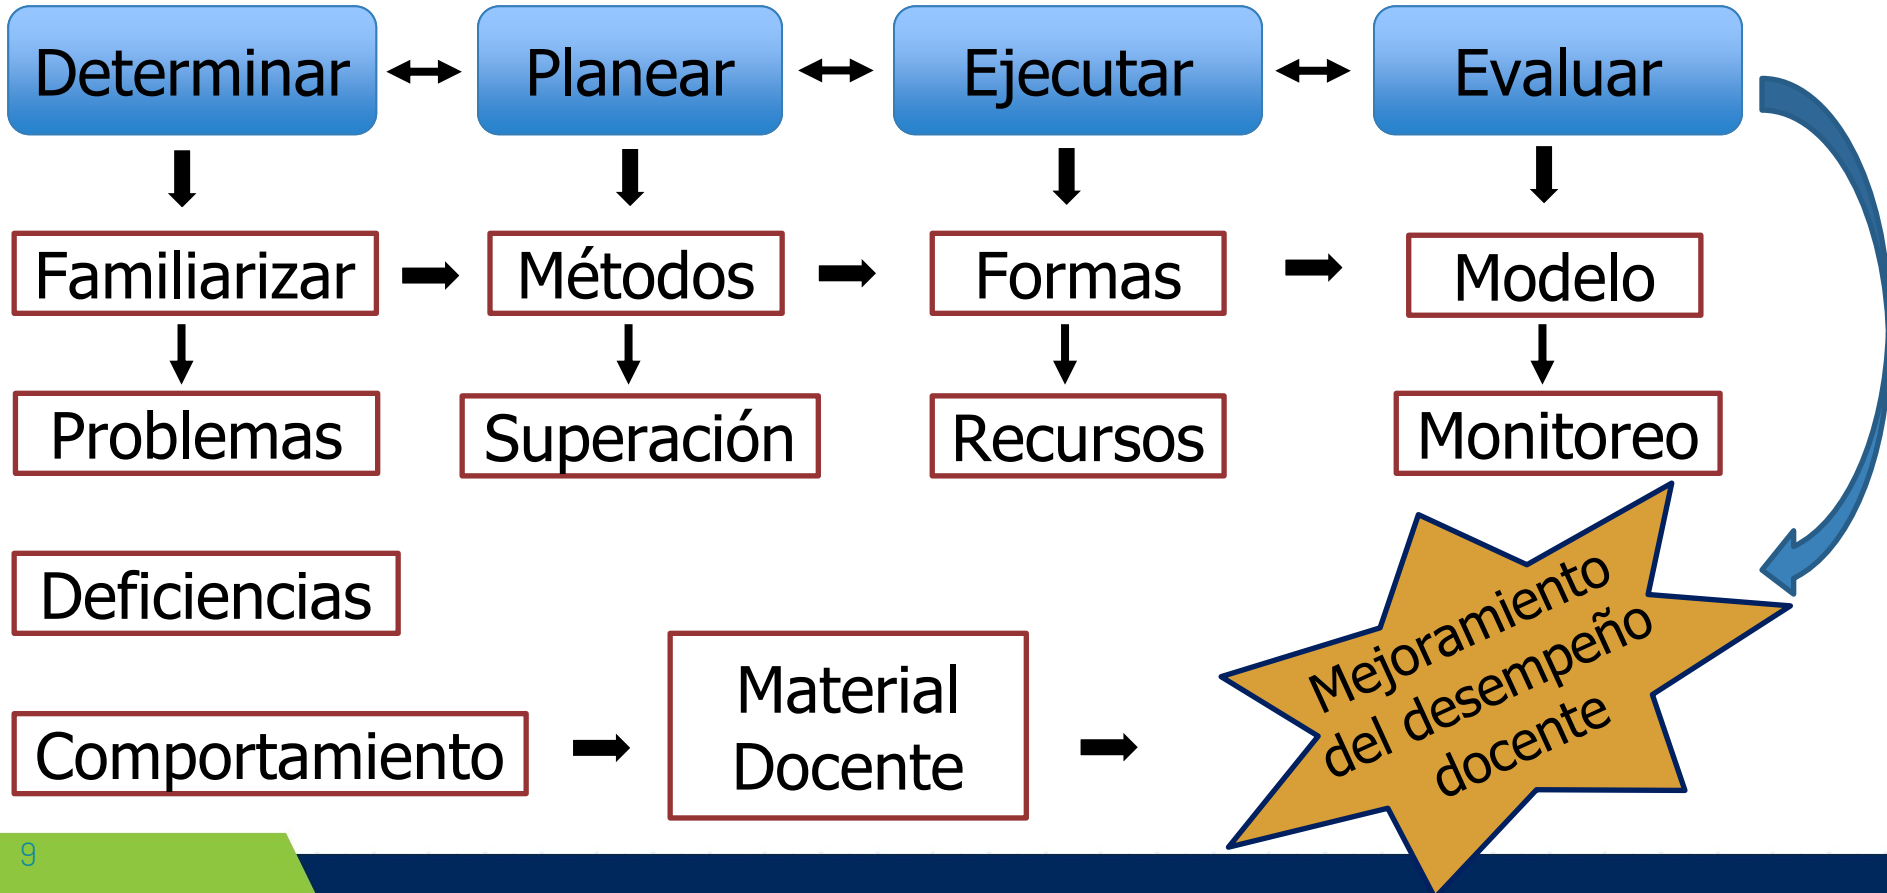 Determinar
Planear
Ejecutar
Evaluar
Familiarizar
Métodos
Formas
Modelo
Problemas
Superación
Recursos
Monitoreo
Deficiencias
Comportamiento
Material
Docente
Mejoramiento
del desempeño
docente
9